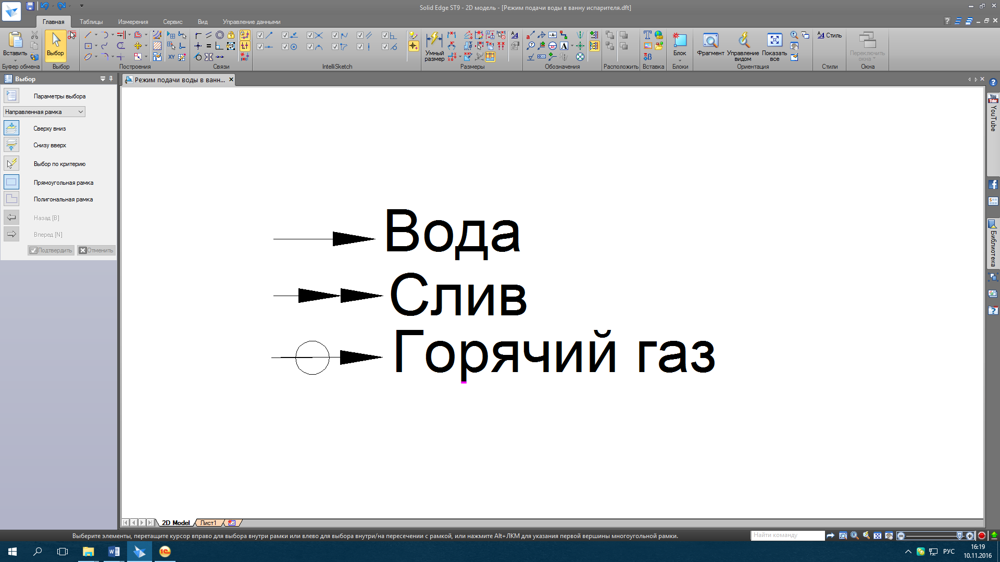 Solid Edge ST9 - 2D модель - [Режим подачи воды в ванну испарителя.dft]
Главная Таблицы Измерения Сервис Вид Управление данными
Вставить Выбор Умный размер Блок Фрагмент Управление видом Показать все Стиль Переключить окна
Буфер обмена Выбор Построения Связи IntelliSketch Размеры Обозначения Расположить Вставка Блоки Ориентация Стили Окна
Выбор
Режим подачи воды в ванн...
Параметры выбора
Направленная рамка
Сверху вниз
Снизу вверх
Выбор по критерию
Прямоугольная рамка
Полигональная рамка
Назад [B]
Вперед [N]
Подтвердить Отменить
Вода
Слив
Горячий газ
YouTube
Библиотека
2D Model Лист1
Выберите элементы, перетащите курсор вправо для выбора внутри рамки или влево для выбора внутри/на пересечении с рамкой, или нажмите Alt+ЛКМ для указания первой вершины многоугольной рамки.
Найти команду
РУС
16:19
10.11.2016